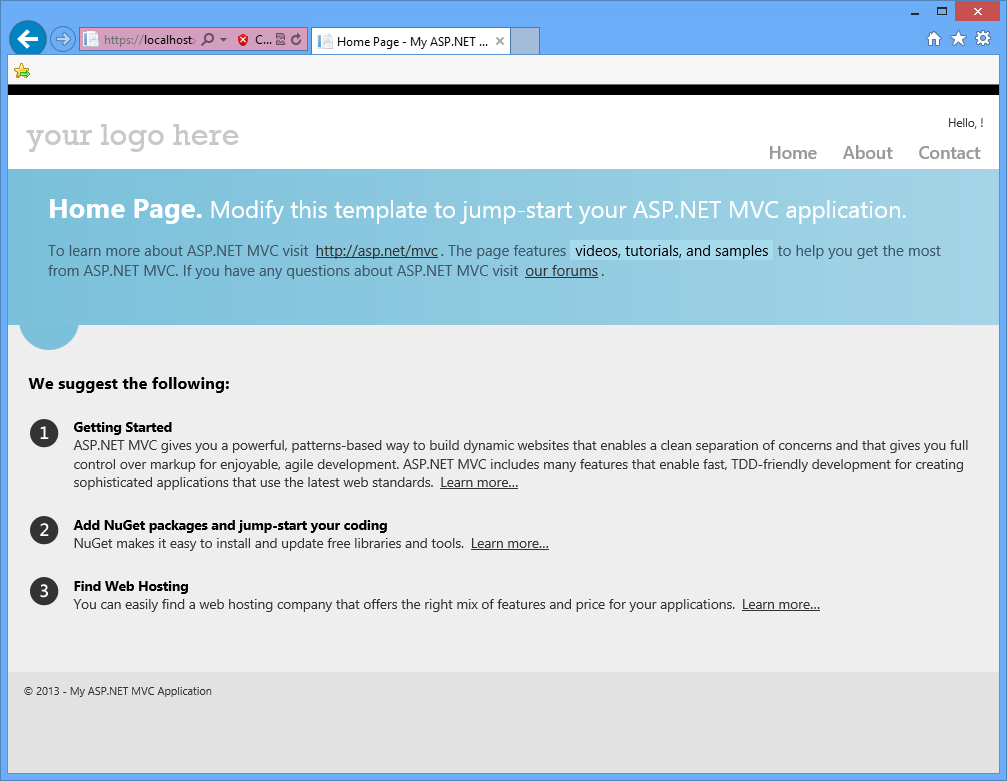 https://localhost: C...
Home Page - My ASP.NET ...
your logo here
Hello, !
Home About Contact
Home Page. Modify this template to jump-start your ASP.NET MVC application.
To learn more about ASP.NET MVC visit http://asp.net/mvc. The page features videos, tutorials, and samples to help you get the most
from ASP.NET MVC. If you have any questions about ASP.NET MVC visit our forums.
We suggest the following:
1 Getting Started
ASP.NET MVC gives you a powerful, patterns-based way to build dynamic websites that enables a clean separation of concerns and that gives you full
control over markup for enjoyable, agile development. ASP.NET MVC includes many features that enable fast, TDD-friendly development for creating
sophisticated applications that use the latest web standards. Learn more...
2 Add NuGet packages and jump-start your coding
NuGet makes it easy to install and update free libraries and tools. Learn more...
3 Find Web Hosting
You can easily find a web hosting company that offers the right mix of features and price for your applications. Learn more...
© 2013 - My ASP.NET MVC Application